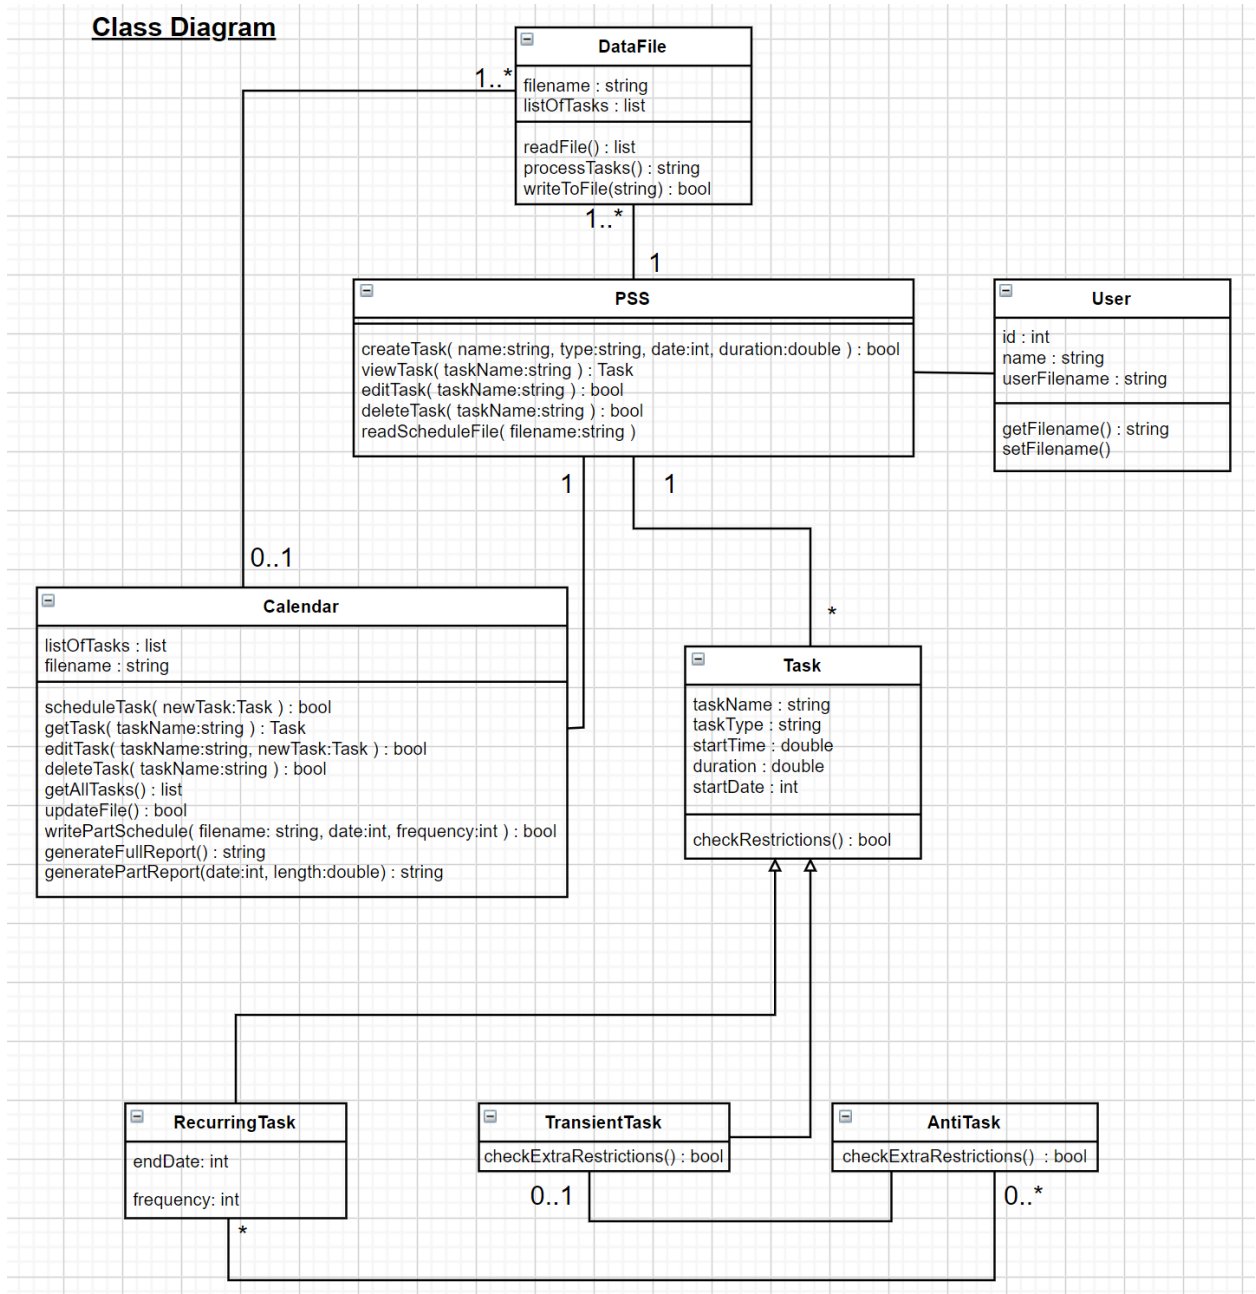 Class Diagram
DataFile
1..*
filename : string
listOfTasks : list
readFile() : list
processTasks() : string
writeToFile(string) : bool
1..*
1
PSS
createTask( name:string, type:string, date:int, duration:double ) : bool
viewTask( taskName:string ) : Task
editTask( taskName:string ) : bool
deleteTask( taskName:string ) : bool
readScheduleFile( filename:string )
User
id : int
name : string
userFilename : string
getFilename() : string
setFilename()
1
1
0..1
*
Calendar
listOfTasks : list
filename : string
scheduleTask( newTask:Task ) : bool
getTask( taskName:string ) : Task
editTask( taskName:string, newTask:Task ) : bool
deleteTask( taskName:string ) : bool
getAllTasks() : list
updateFile() : bool
writePartSchedule( filename: string, date:int, frequency:int ) : bool
generateFullReport() : string
generatePartReport(date:int, length:double) : string
Task
taskName : string
taskType : string
startTime : double
duration : double
startDate : int
checkRestrictions() : bool
RecurringTask
endDate: int
frequency: int
*
TransientTask
checkExtraRestrictions() : bool
0..1
AntiTask
checkExtraRestrictions() : bool
0..*